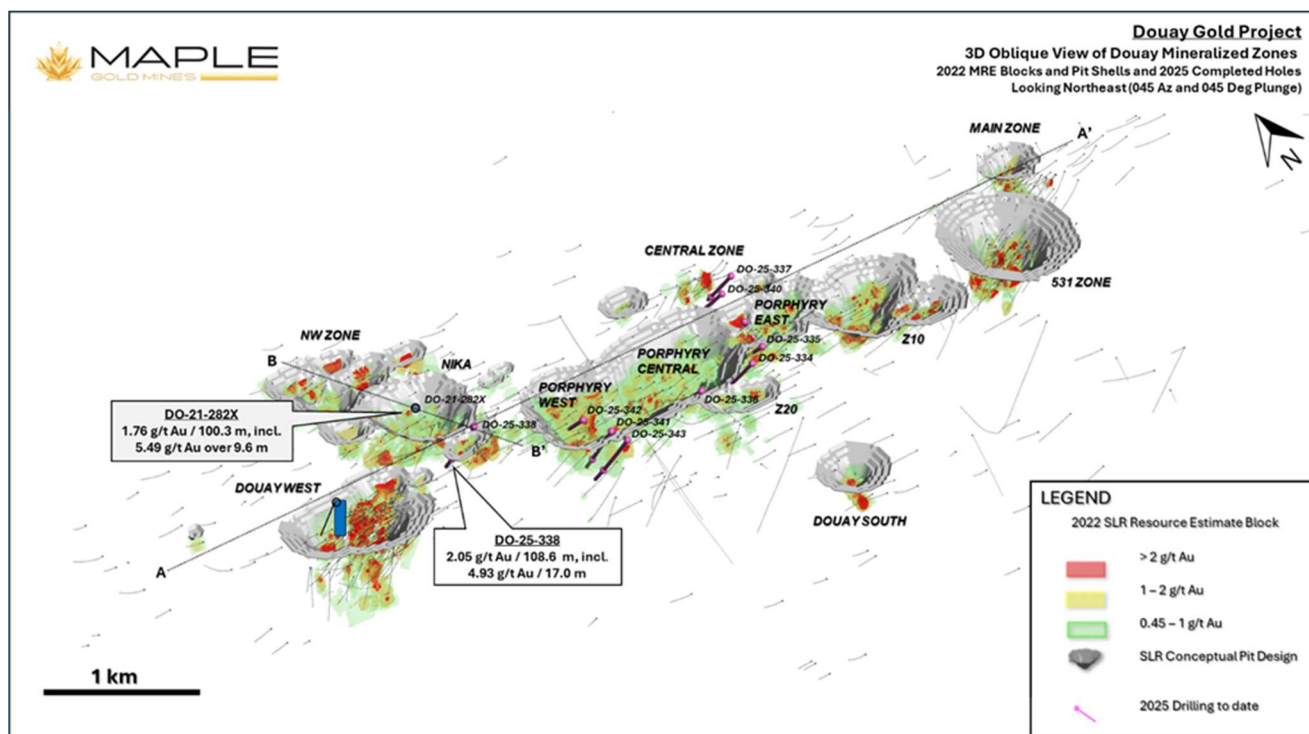 MAPLE
GOLD MINES
Douay Gold Project
3D Oblique View of Douay Mineralized Zones
2022 MRE Blocks and Pit Shells and 2025 Completed Holes
Looking Northeast (045 Az and 045 Deg Plunge)
N
MAIN ZONE
A'
531 ZONE
CENTRAL ZONE
DO-25-337
DO-25-340
PORPHYRY
EAST
DO-25-335
DO-25-334
Z10
NW ZONE
B
NIKA
DO-21-282X
PORPHYRY
CENTRAL
PORPHYRY
WEST
DO-25-336
Z20
DO-25-342
DO-25-341
DO-25-343
DO-25-338
B'
DO-21-282X
1.76 g/t Au / 100.3 m, incl.
5.49 g/t Au over 9.6 m
DOUAY WEST
A
DO-25-338
2.05 g/t Au / 108.6 m, incl.
4.93 g/t Au / 17.0 m
DOUAY SOUTH
1 km
LEGEND
2022 SLR Resource Estimate Block
> 2 g/t Au
1 – 2 g/t Au
0.45 – 1 g/t Au
SLR Conceptual Pit Design
2025 Drilling to date